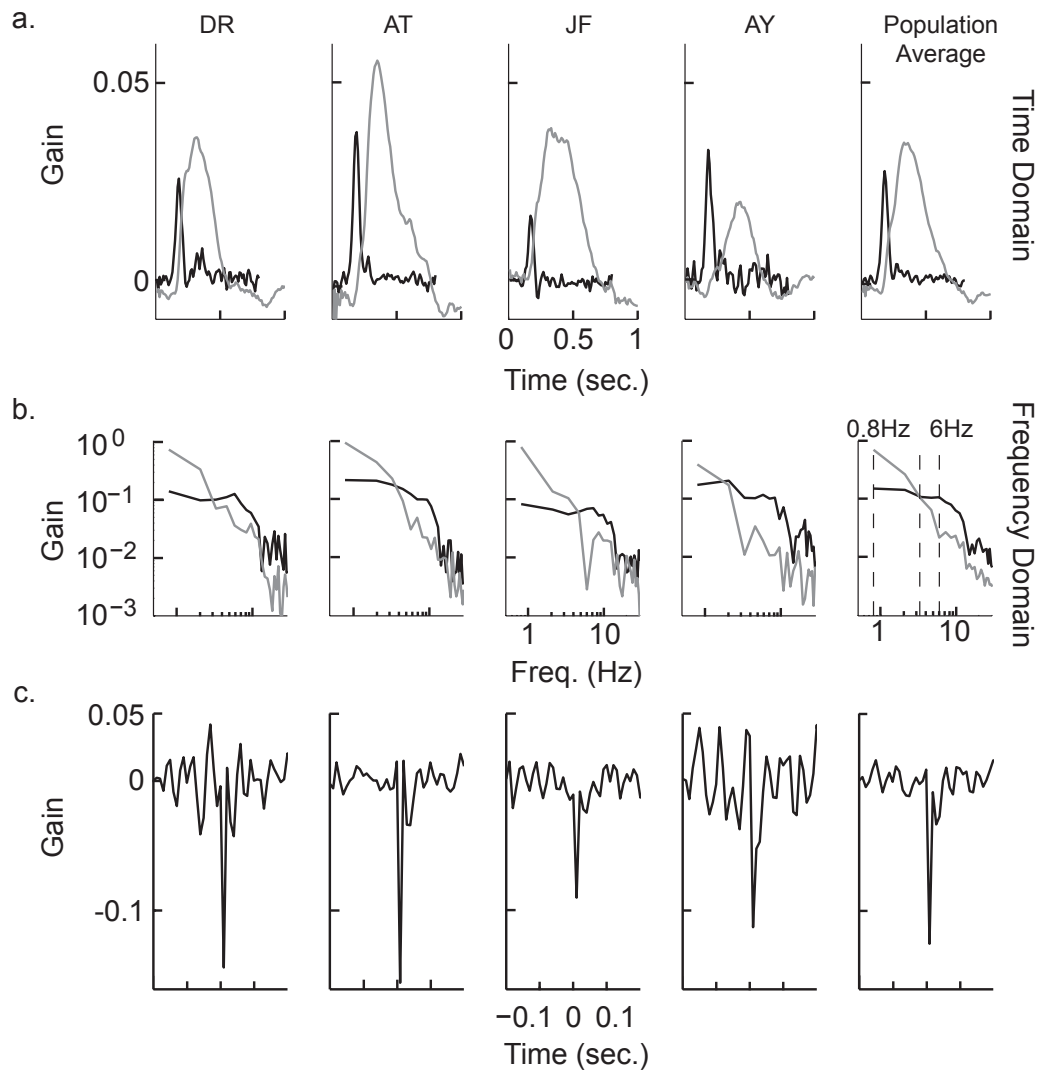 a.
DR AT JF AY Population
Average
Time Domain
0.05
0
Gain
0 0.5 1
Time (sec.)
b.
Frequency Domain
10^0
10^-1
10^-2
10^-3
Gain
0.8Hz 6Hz
1 10 1 10
Freq. (Hz)
c.
0.05
0
-0.1
Gain
−0.1 0 0.1
Time (sec.)